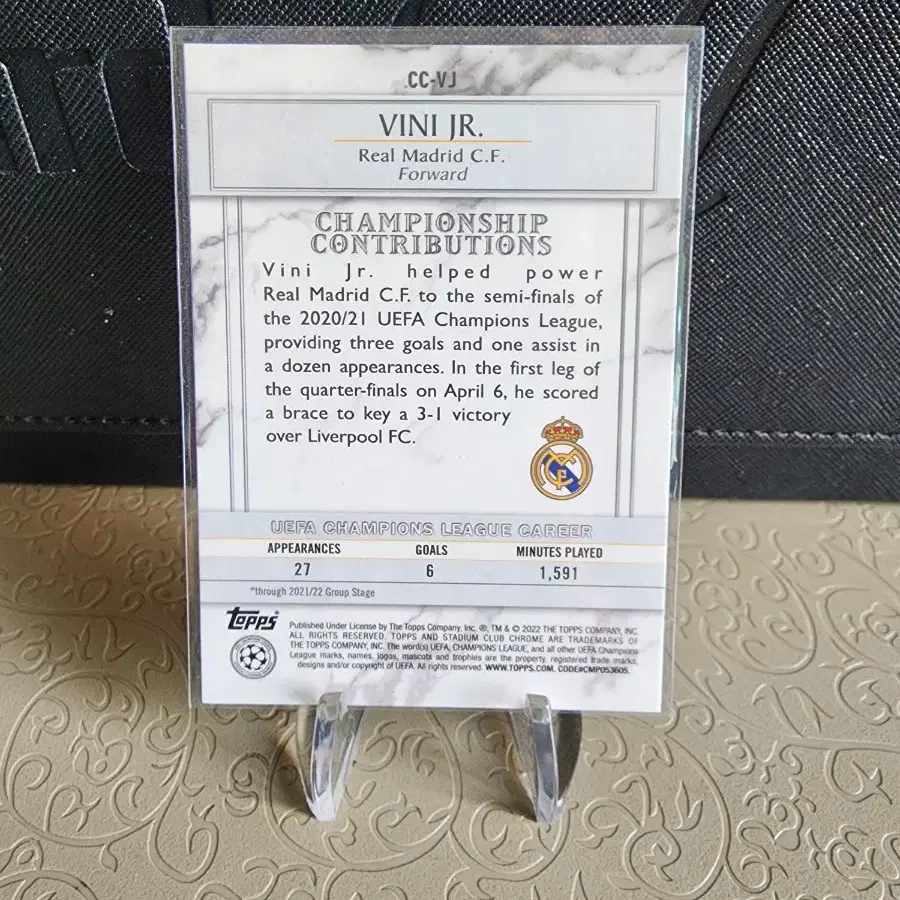 CC-VJ
VINI JR.
Real Madrid C.F.
Forward
CHAMPIONSHIP
CONTRIBUTIONS
Vini Jr. helped power
Real Madrid C.F. to the semi-finals of
the 2020/21 UEFA Champions League,
providing three goals and one assist in
a dozen appearances. In the first leg of
the quarter-finals on April 6, he scored
a brace to key a 3-1 victory
over Liverpool FC.
UEFA CHAMPIONS LEAGUE CAREER
APPEARANCES GOALS MINUTES PLAYED
27 6 1,591
*through 2021/22 Group Stage
Topps®
Published Under License by The Topps Company, Inc. ®, TM & © 2022 THE TOPPS COMPANY, INC.
ALL RIGHTS RESERVED. TOPPS AND STADIUM CLUB CHROME ARE TRADEMARKS OF
THE TOPPS COMPANY, INC. The word(s) UEFA, CHAMPIONS LEAGUE, and all other UEFA Champions
League marks, names, logos, mascots and trophies are the property, registered trade marks,
designs and/or copyright of UEFA. All rights reserved. WWW.TOPPS.COM. CODE#CMP053605.